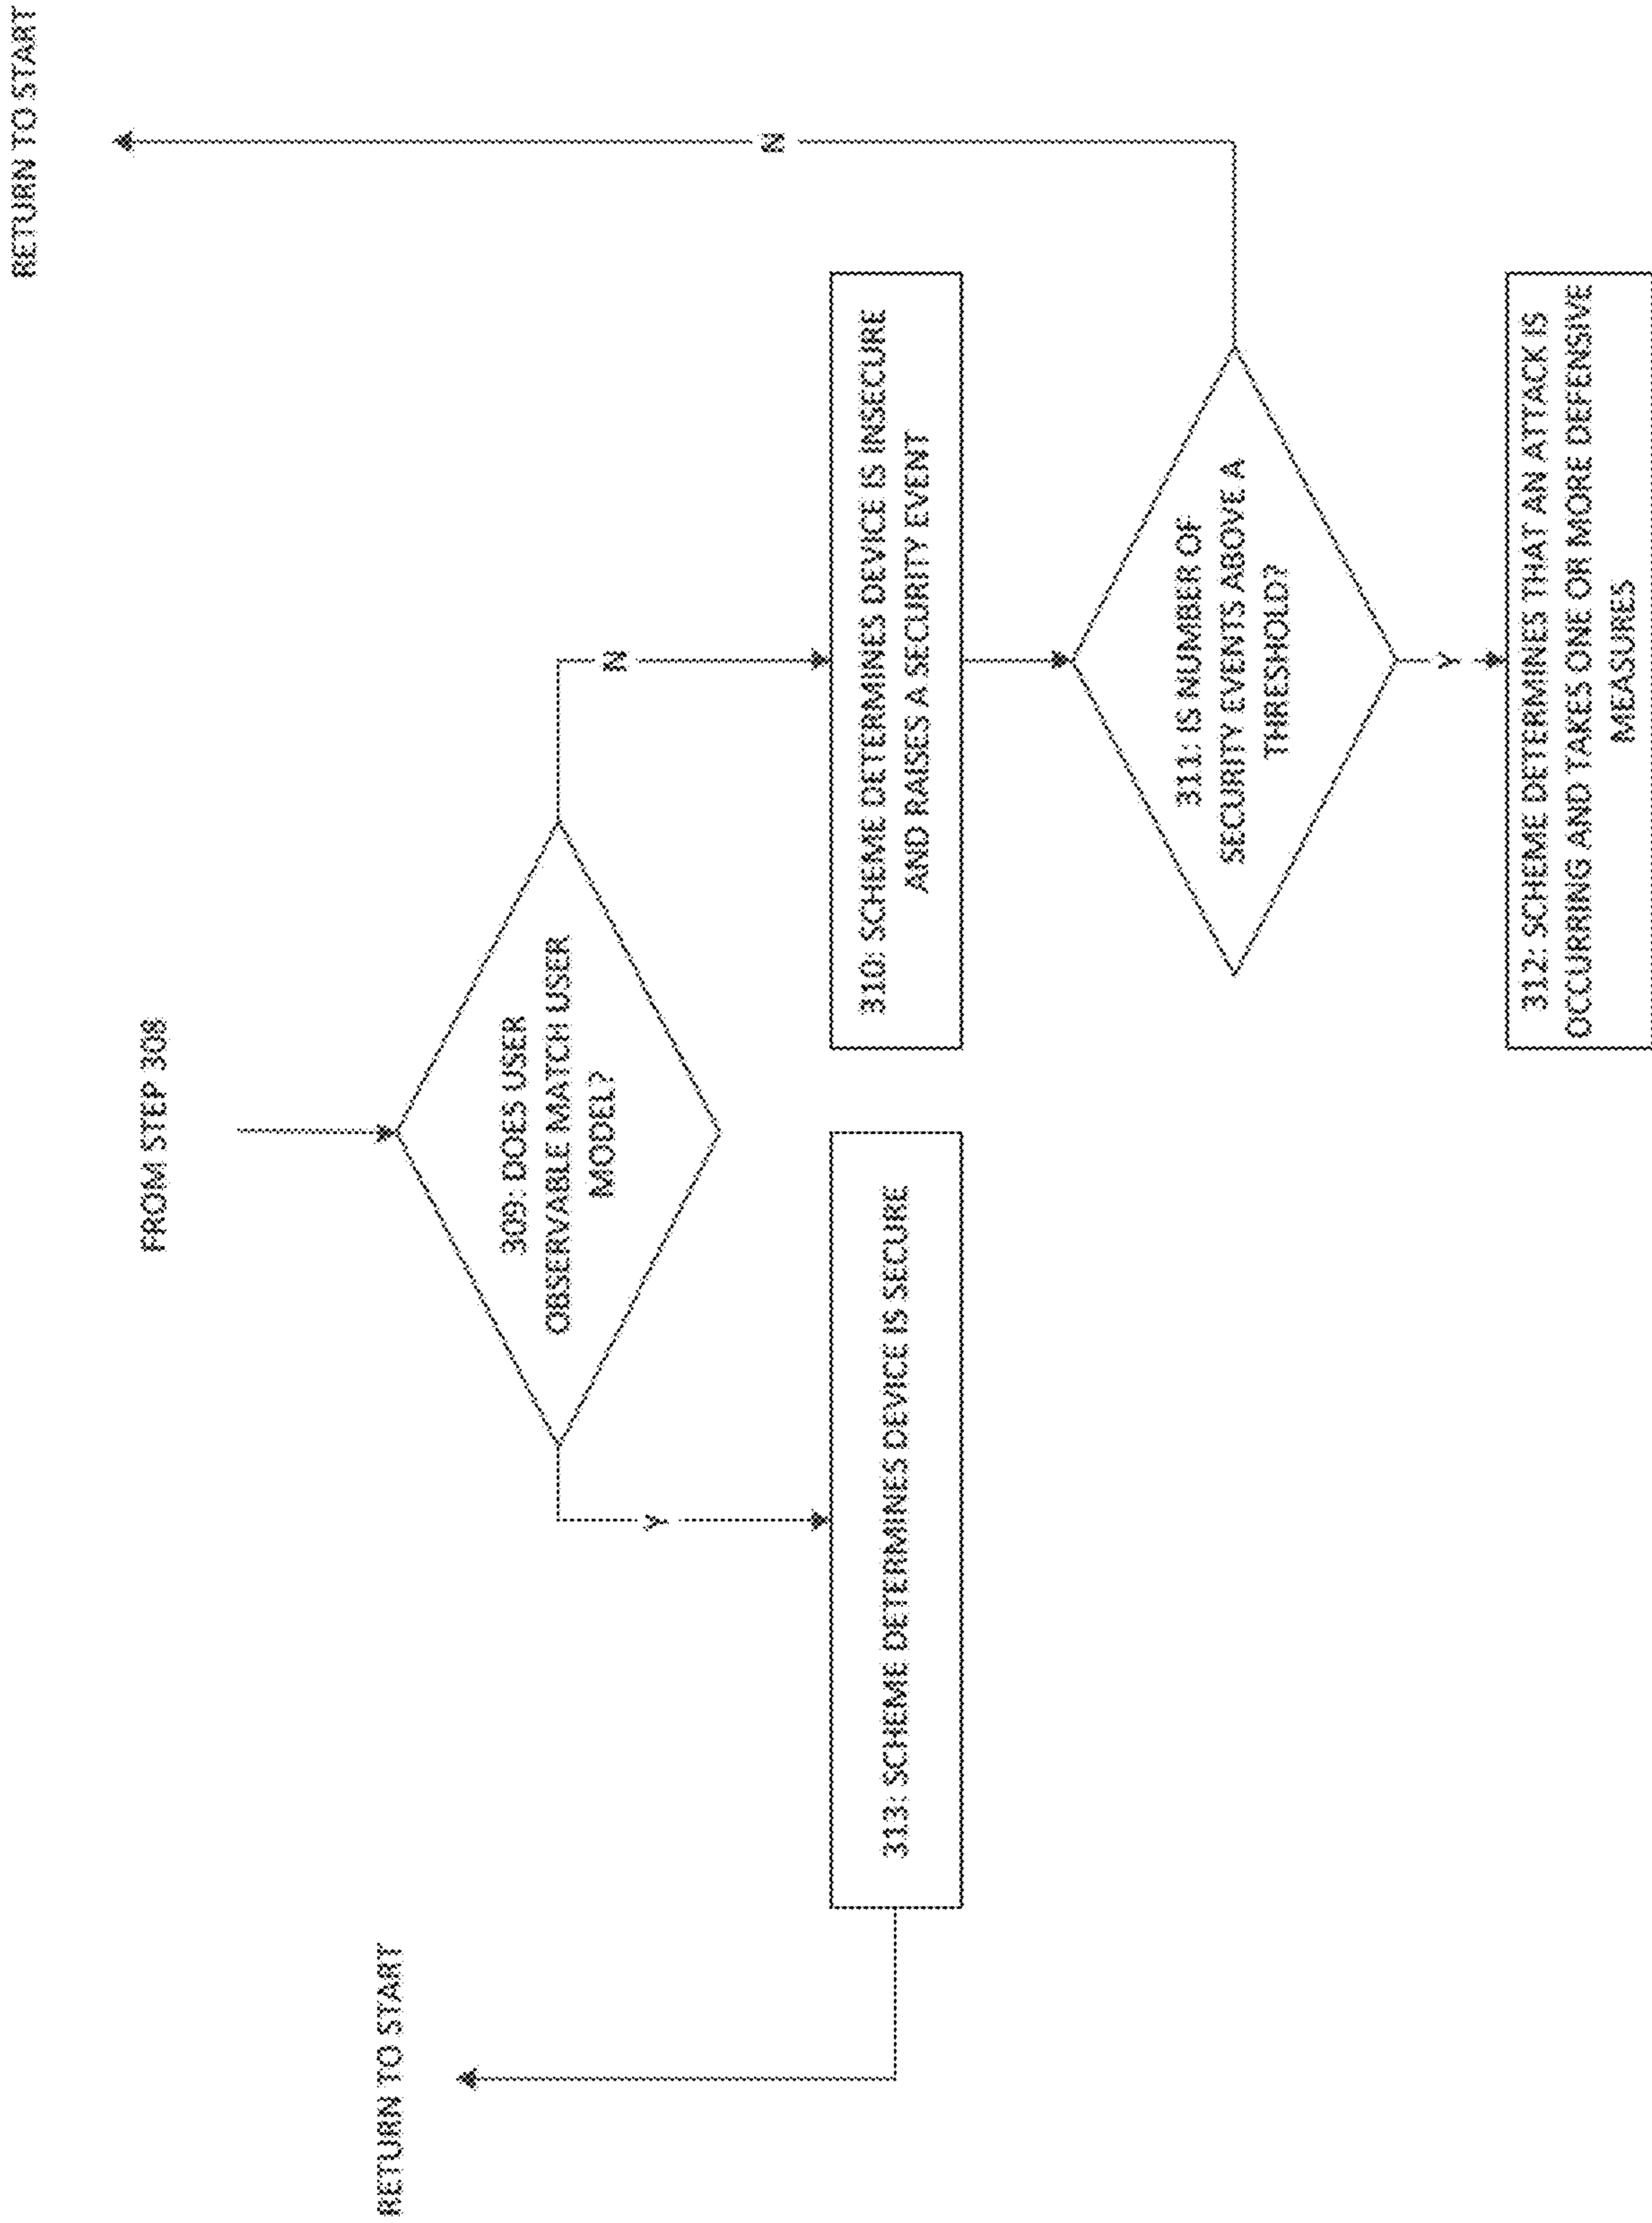 RETURN TO START
FROM STEP 308
309: DOES USER
OBSERVABLE MATCH USER
MODEL?
N
Y
N
RETURN TO START
313: SCHEME DETERMINES DEVICE IS SECURE
310: SCHEME DETERMINES DEVICE IS INSECURE
AND RAISES A SECURITY EVENT
311: IS NUMBER OF
SECURITY EVENTS ABOVE A
THRESHOLD?
Y
312: SCHEME DETERMINES THAT AN ATTACK IS
OCCURRING AND TAKES ONE OR MORE DEFENSIVE
MEASURES